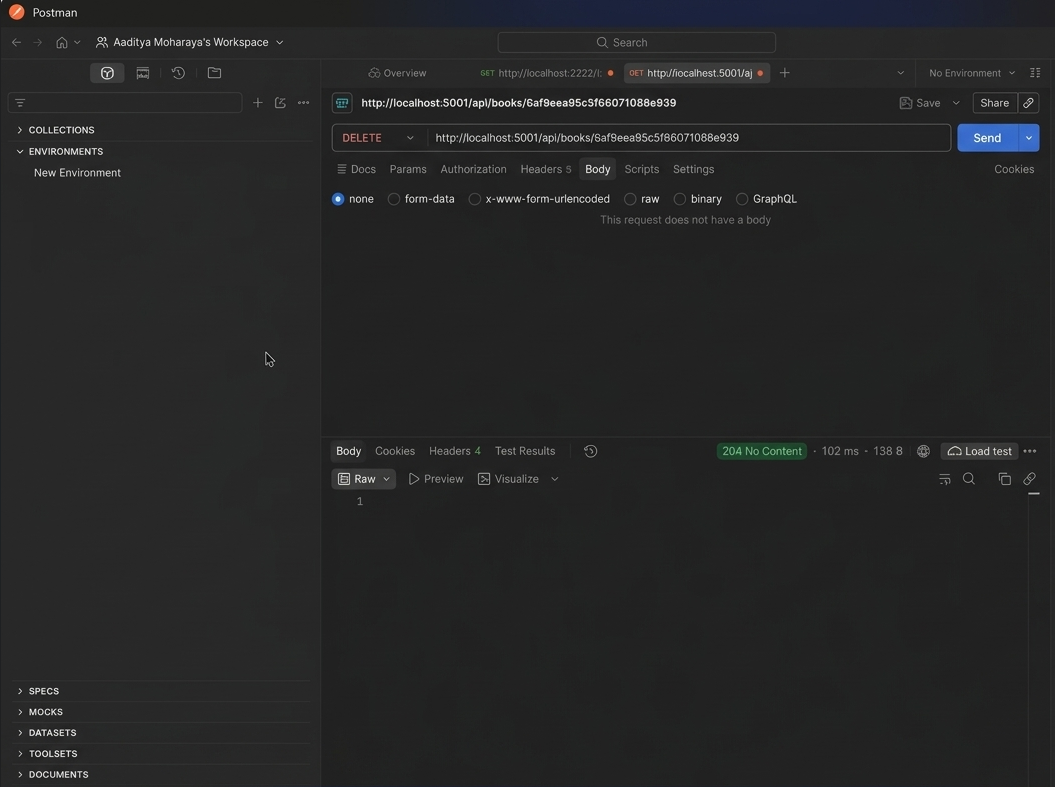 Postman
Aaditya Moharaya's Workspace
Search
Overview
GET http://localhost:2222/l:
GET http://localhost.5001/aj
No Environment
http://localhost.5001/api/books/6af9eea95c3f66071088e939
Save
Share
COLLECTIONS
ENVIRONMENTS
New Environment
DELETE
http://localhost.5001/api/books/6af9eea95c5f86071088e939
Send
Docs Params Authorization Headers 5 Body Scripts Settings Cookies
none form-data x-www-form-urlencoded raw binary GraphQL
This request does not have a body
Body Cookies Headers 4 Test Results
204 No Content · 102 ms · 138 B
Load test
Raw Preview Visualize
1
SPECS
MOCKS
DATASETS
TOOLSETS
DOCUMENTS